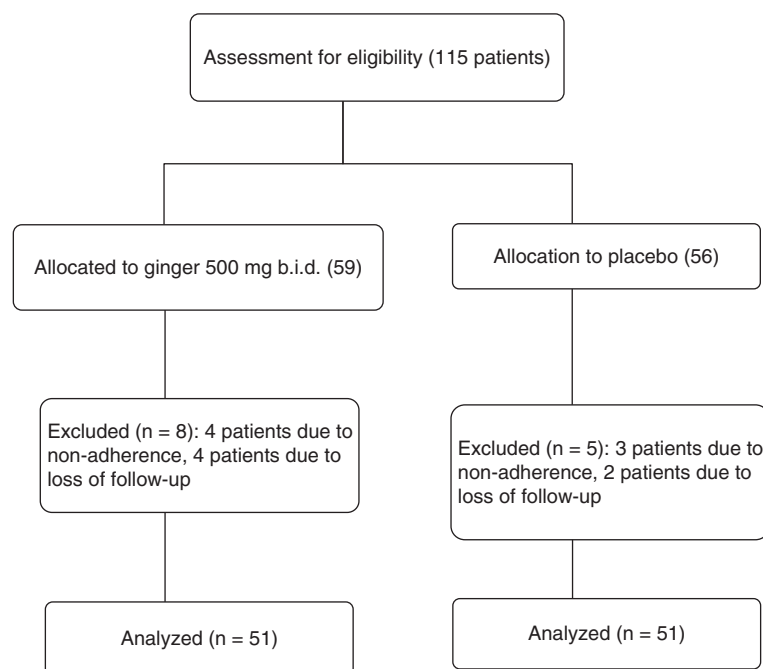 Assessment for eligibility (115 patients)
Allocated to ginger 500 mg b.i.d. (59)
Allocation to placebo (56)
Excluded (n = 8): 4 patients due to
non-adherence, 4 patients due to
loss of follow-up
Excluded (n = 5): 3 patients due to
non-adherence, 2 patients due to
loss of follow-up
Analyzed (n = 51)
Analyzed (n = 51)